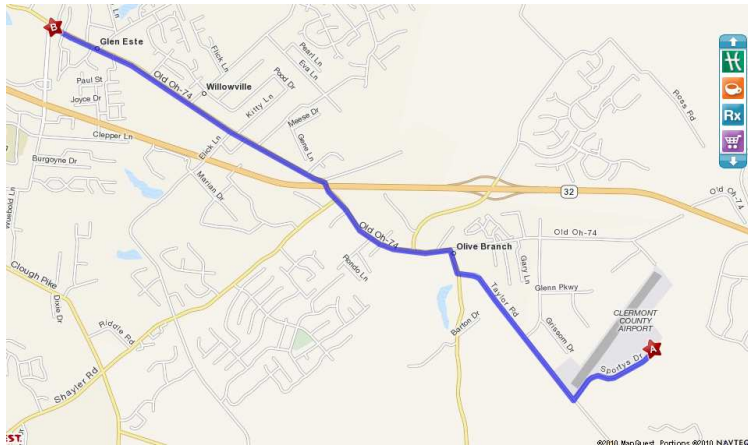 B
Glen Este
Flick Ln
Pearl Ln
Eva Ln
Paul St
Old Oh-74
Willowville
Pood Dr
Joyce Dr
Kitty Ln
Ross Rd
Rx
Clepper Ln
Meese Dr
Elick Ln
Gene Ln
Burgoyne Dr
Marian Dr
32
Old Oh-74
Old Oh-74
Old Oh-74
Olive Branch
Rondo Ln
Gary Ln
Clough Pike
Taylor Rd
Glenn Pkwy
Dixie Dr
Riddle Rd
Barton Dr
Grissom Dr
CLERMONT
COUNTY
AIRPORT
A
Sportys Dr
Shayler Rd
EST
©2010 MapQuest Portions ©2010 NAVTEQ